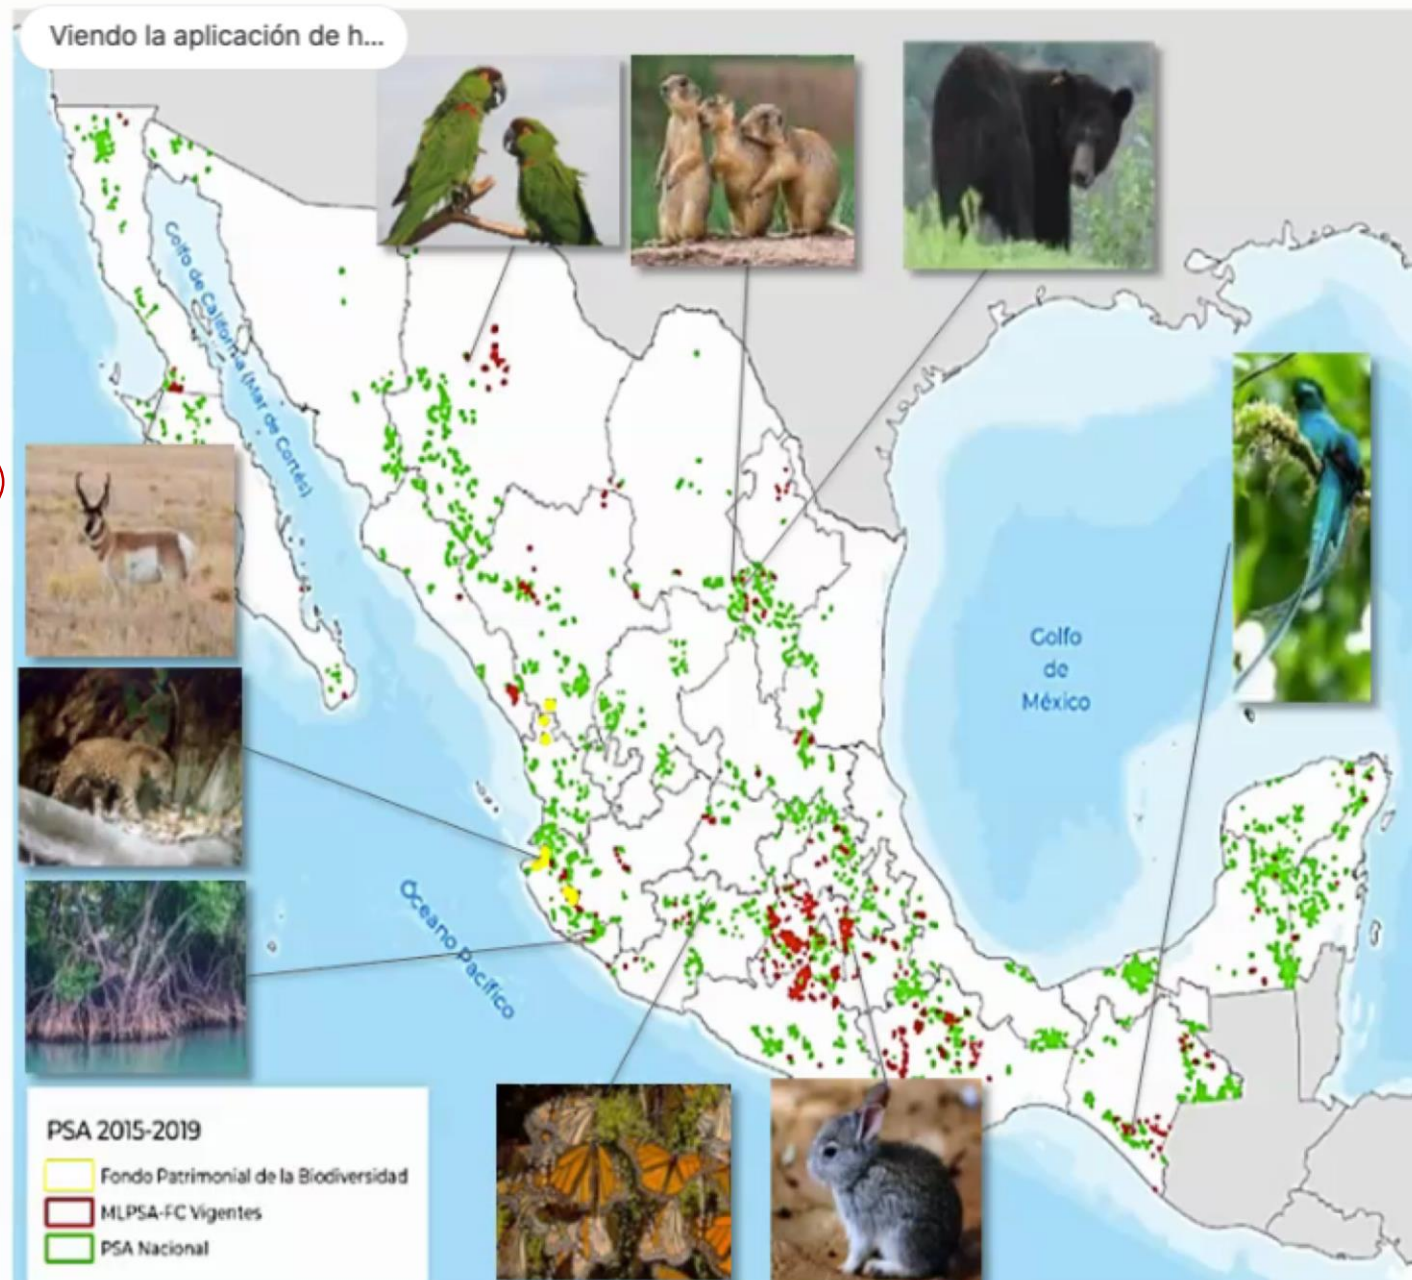 Viendo la aplicación de h...
Golfo de California (Mar de Cortés)
Golfo
de
México
Océano Pacífico
PSA 2015-2019
Fondo Patrimonial de la Biodiversidad
MLPSA-FC Vigentes
PSA Nacional